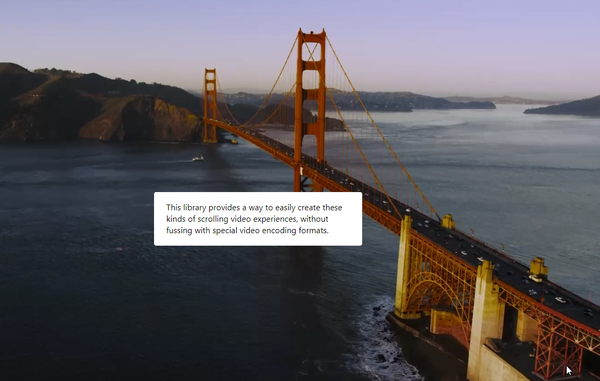 This library provides a way to easily create these
kinds of scrolling video experiences, without
fussing with special video encoding formats.